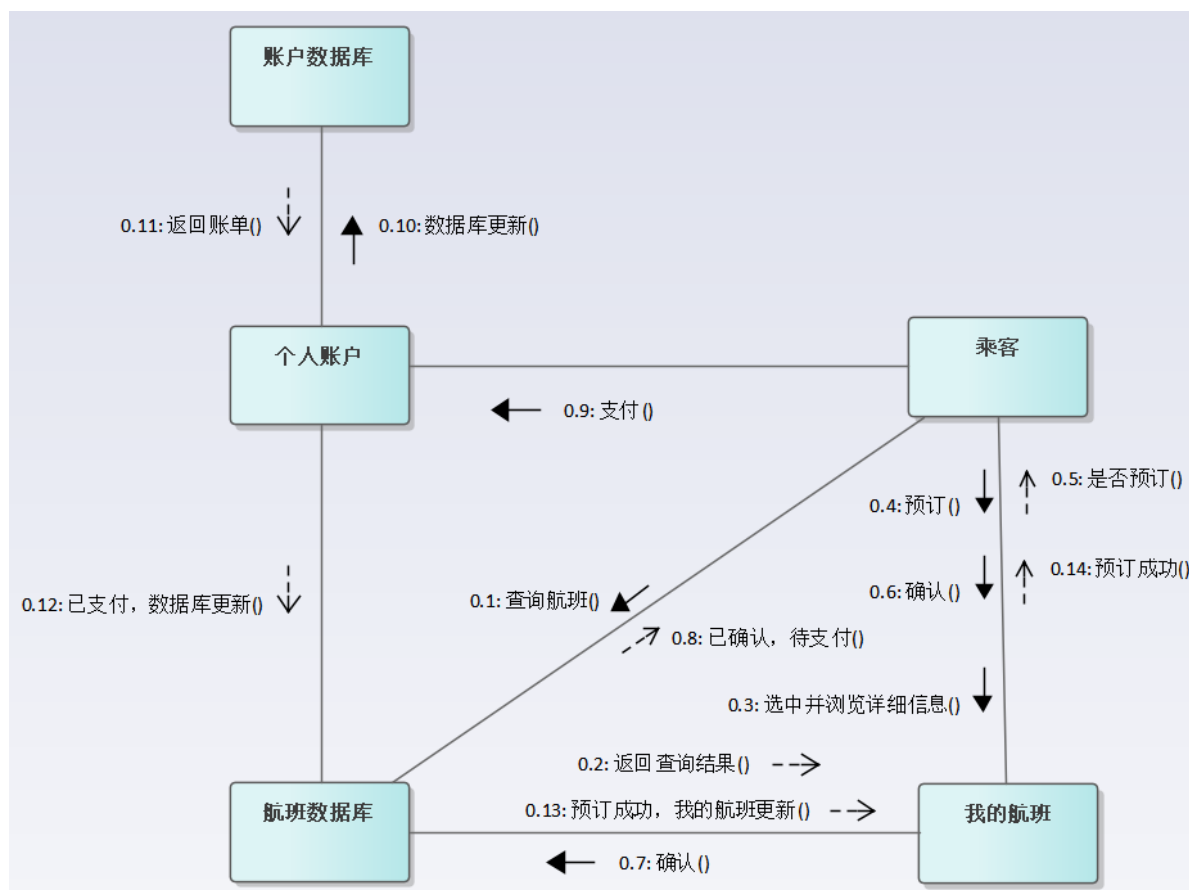 账户数据库
0.11: 返回账单()
0.10: 数据库更新()
个人账户
乘客
0.9: 支付()
0.5: 是否预订()
0.4: 预订()
0.14: 预订成功()
0.6: 确认()
0.12: 已支付，数据库更新()
0.1: 查询航班()
0.8: 已确认，待支付()
0.3: 选中并浏览详细信息()
0.2: 返回查询结果()
航班数据库
0.13: 预订成功，我的航班更新()
我的航班
0.7: 确认()